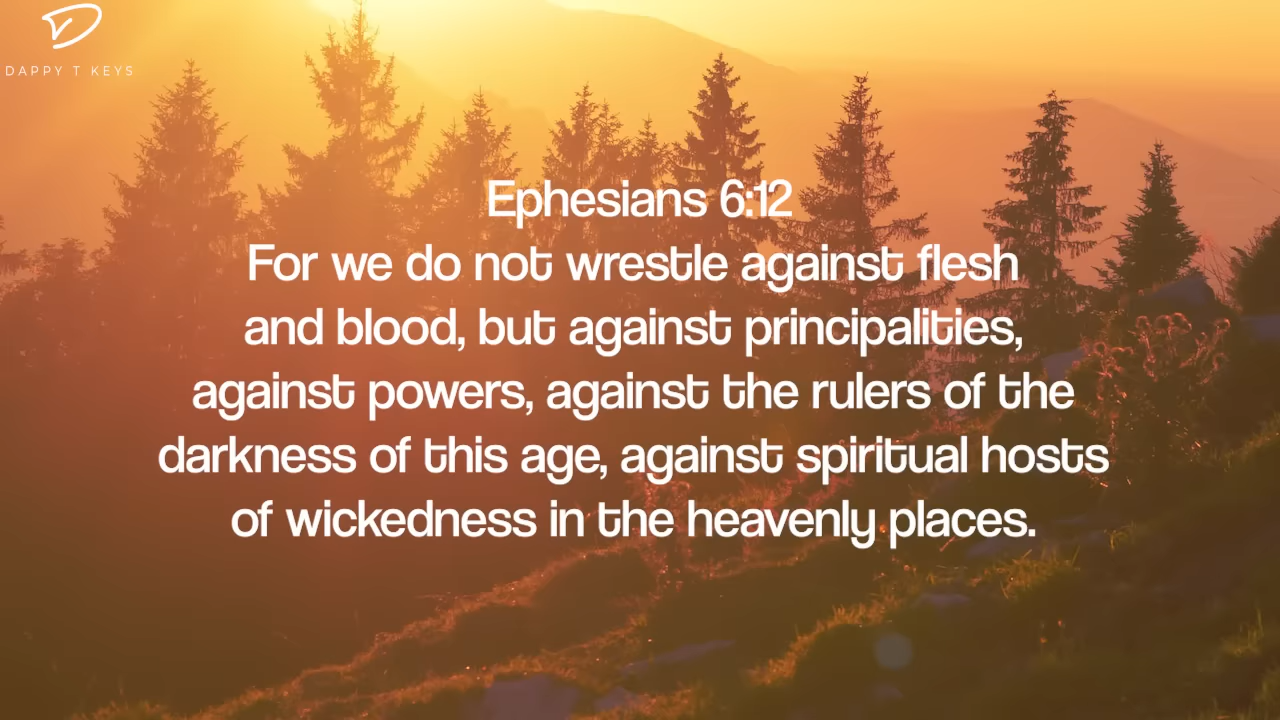 DAPPY T KEYS
Ephesians 6:12
For we do not wrestle against flesh
and blood, but against principalities,
against powers, against the rulers of the
darkness of this age, against spiritual hosts
of wickedness in the heavenly places.